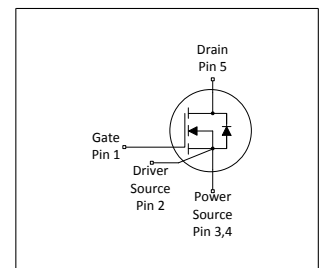 Drain
Pin 5
Gate
Pin 1
Driver
Source
Pin 2
Power
Source
Pin 3,4